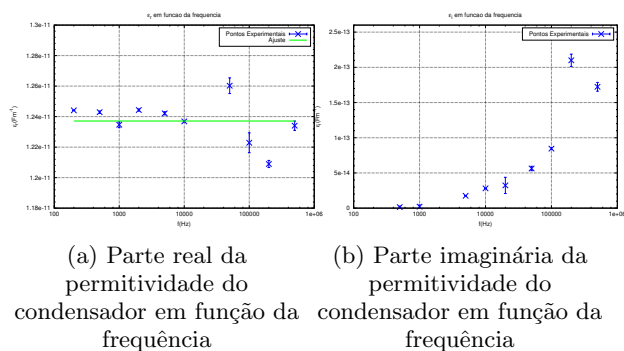 ε_r em funcao da frequencia
1.3e-11
1.28e-11
1.26e-11
1.24e-11
1.22e-11
1.2e-11
1.18e-11
Pontos Experimentais
Ajuste
100 1000 10000 100000 1e+06
f(Hz)
(a) Parte real da
permitividade do
condensador em função da
frequência
em funcao da frequencia
2.5e-13
2e-13
1.5e-13
1e-13
5e-14
0
Pontos Experimentais
100 1000 10000 100000 1e+06
f(Hz)
(b) Parte imaginária da
permitividade do
condensador em função da
frequência